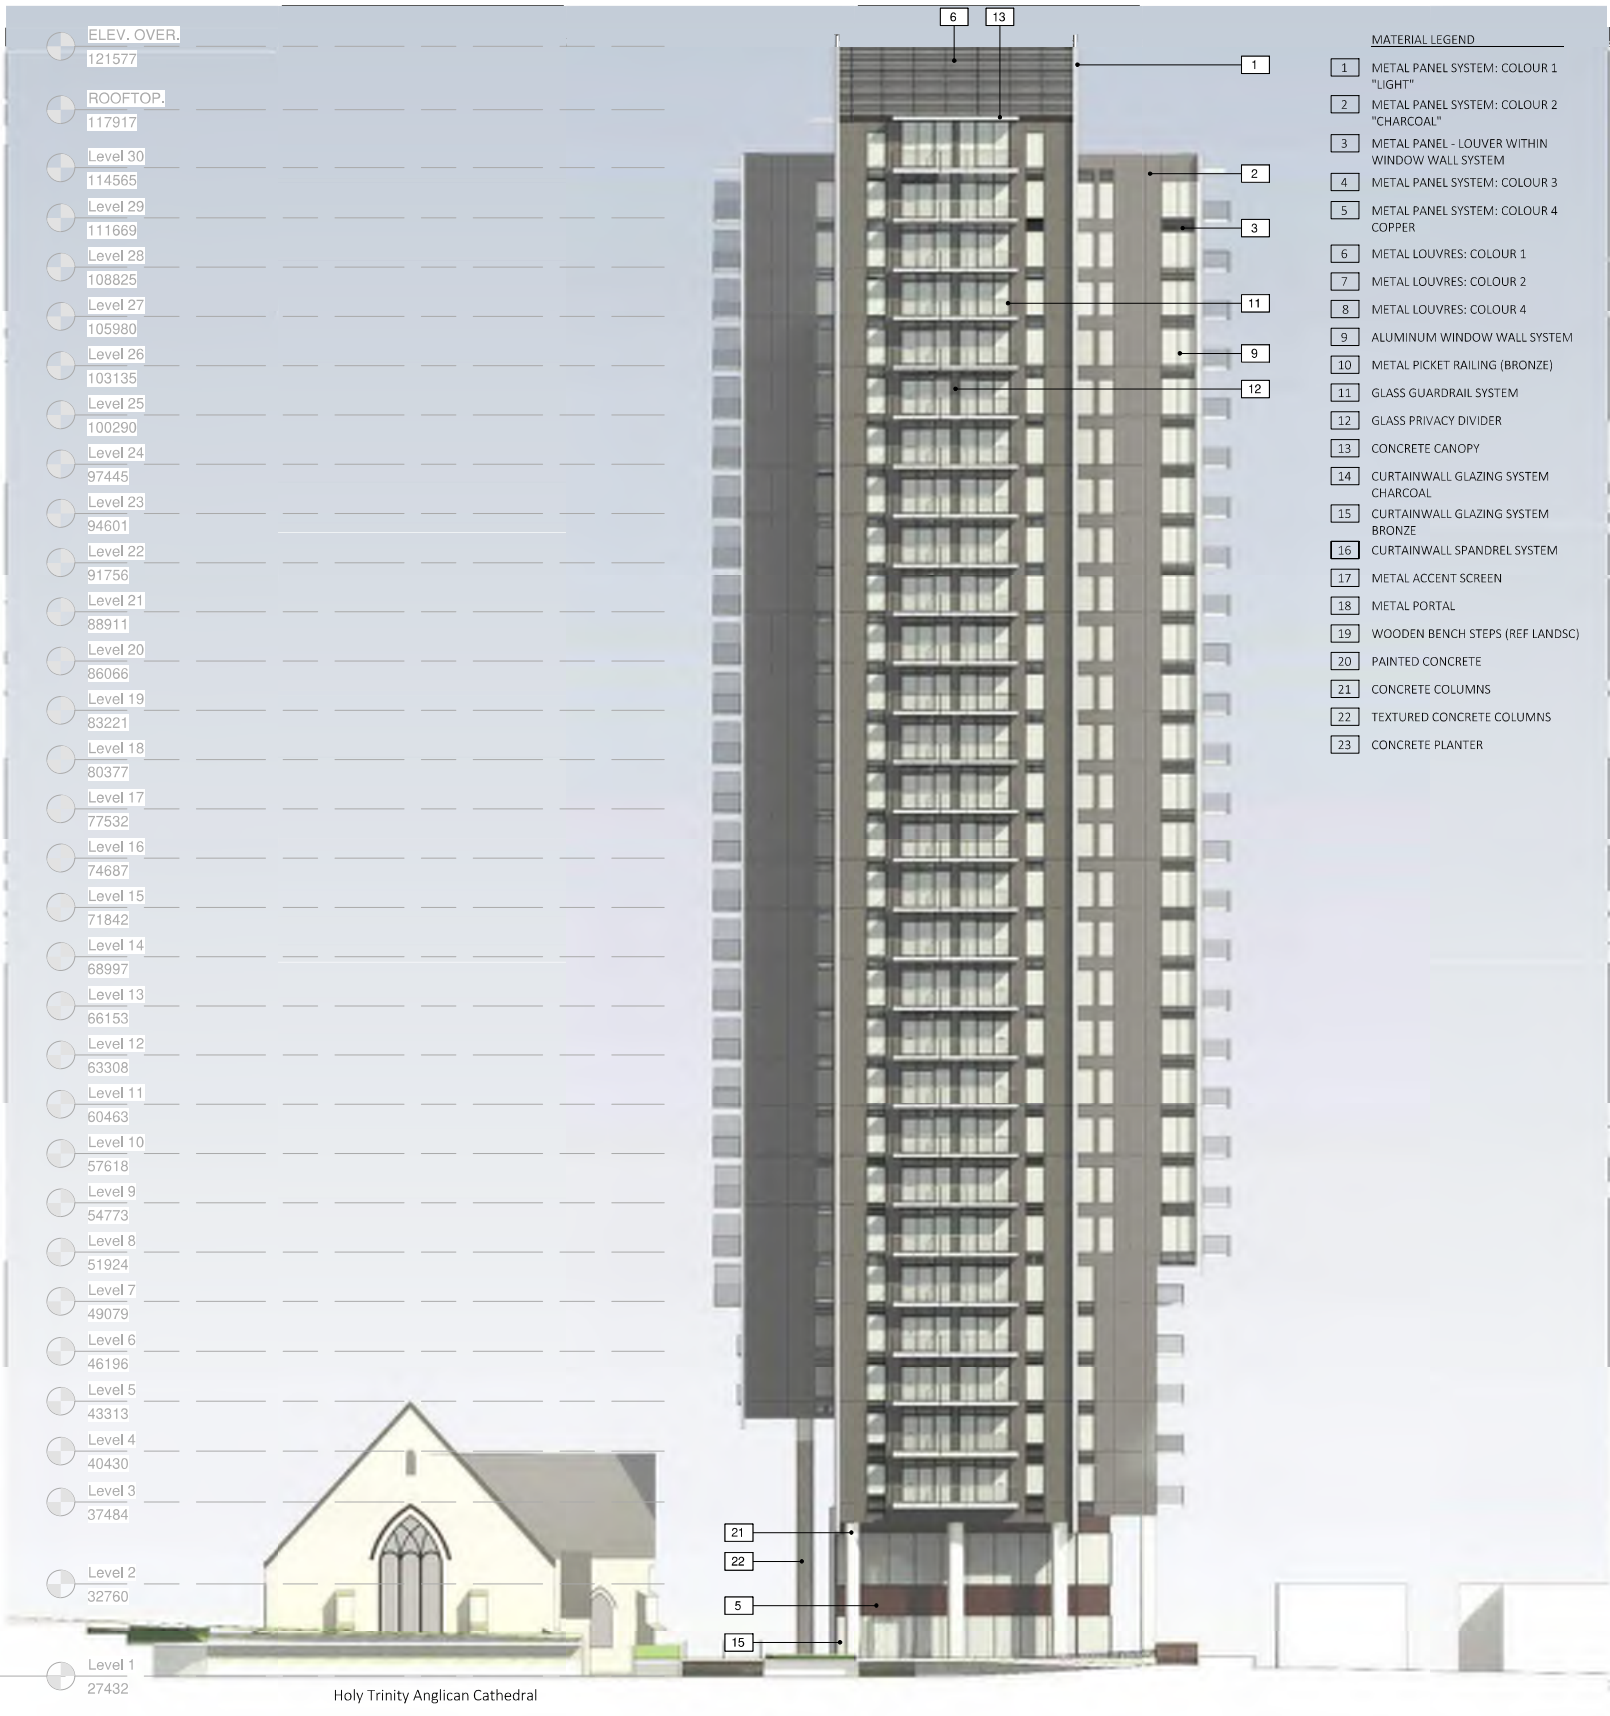 ELEV. OVER.
121577
ROOFTOP.
117917
Level 30
114565
Level 29
111669
Level 28
108825
Level 27
105980
Level 26
103135
Level 25
100290
Level 24
97445
Level 23
94601
Level 22
91756
Level 21
88911
Level 20
86066
Level 19
83221
Level 18
80377
Level 17
77532
Level 16
74687
Level 15
71842
Level 14
68997
Level 13
66153
Level 12
63308
Level 11
60463
Level 10
57618
Level 9
54773
Level 8
51924
Level 7
49079
Level 6
46196
Level 5
43313
Level 4
40430
Level 3
37484
Level 2
32760
Level 1
27432
Holy Trinity Anglican Cathedral
6 13
1
2
3
11
9
12
21
22
5
15
MATERIAL LEGEND
1 METAL PANEL SYSTEM: COLOUR 1
"LIGHT"
2 METAL PANEL SYSTEM: COLOUR 2
"CHARCOAL"
3 METAL PANEL - LOUVER WITHIN
WINDOW WALL SYSTEM
4 METAL PANEL SYSTEM: COLOUR 3
5 METAL PANEL SYSTEM: COLOUR 4
COPPER
6 METAL LOUVRES: COLOUR 1
7 METAL LOUVRES: COLOUR 2
8 METAL LOUVRES: COLOUR 4
9 ALUMINUM WINDOW WALL SYSTEM
10 METAL PICKET RAILING (BRONZE)
11 GLASS GUARDRAIL SYSTEM
12 GLASS PRIVACY DIVIDER
13 CONCRETE CANOPY
14 CURTAINWALL GLAZING SYSTEM
CHARCOAL
15 CURTAINWALL GLAZING SYSTEM
BRONZE
16 CURTAINWALL SPANDREL SYSTEM
17 METAL ACCENT SCREEN
18 METAL PORTAL
19 WOODEN BENCH STEPS (REF LANDSC)
20 PAINTED CONCRETE
21 CONCRETE COLUMNS
22 TEXTURED CONCRETE COLUMNS
23 CONCRETE PLANTER